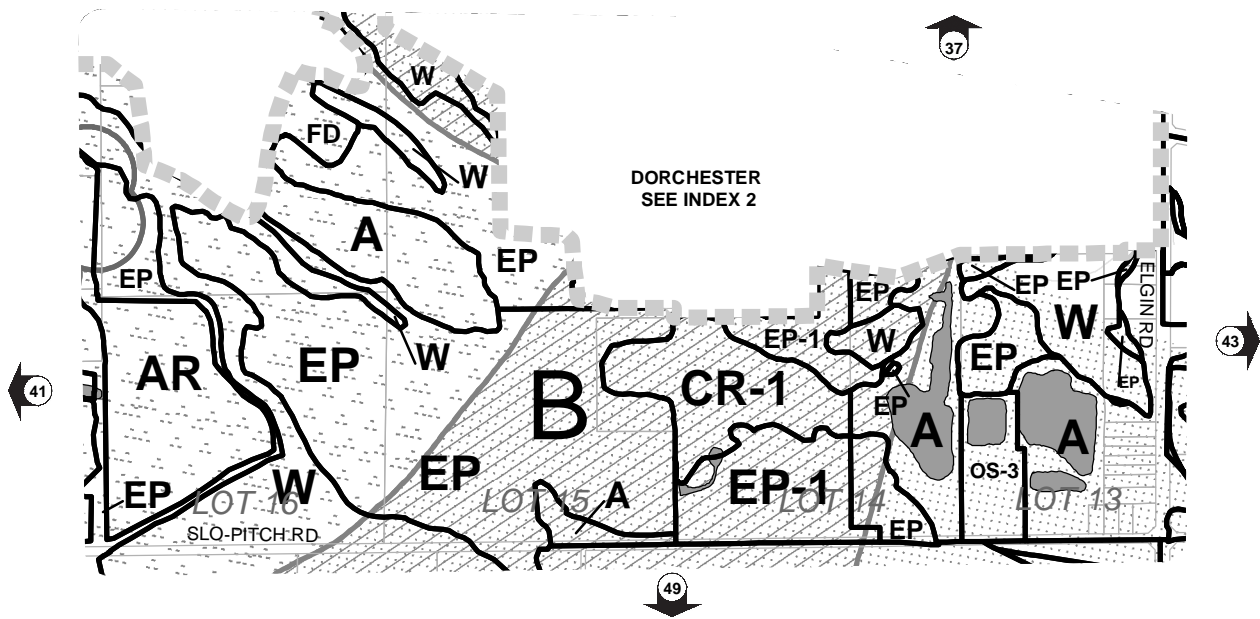 37
W
FD
W
DORCHESTER
SEE INDEX 2
A
EP
EP
EP
EP
ELGIN RD
EP
W
EP-1
W
43
AR
EP
W
EP
EP
41
B
CR-1
EP
A
A
EP
EP-1
OS-3
EP
W
A
LOT 16
LOT 15
LOT 14
LOT 13
SLO-PITCH RD
EP
49